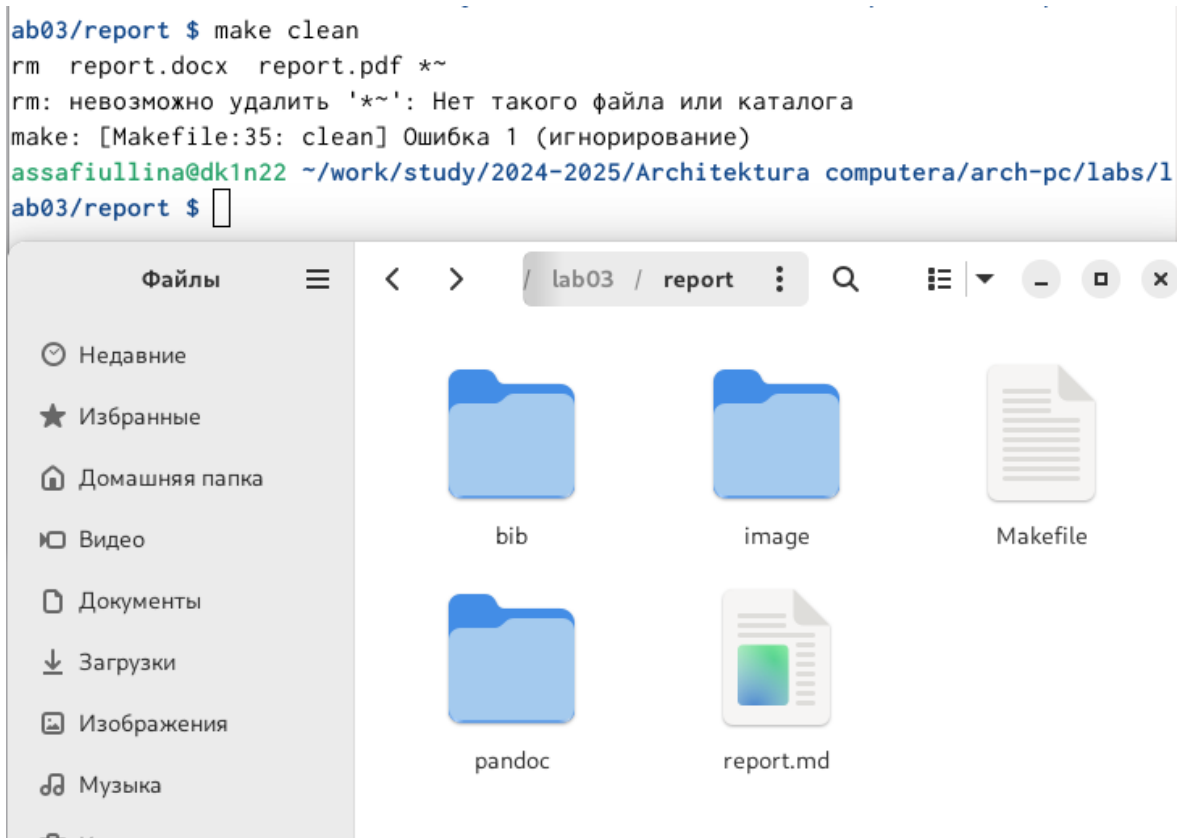 ab03/report $ make clean
rm  report.docx  report.pdf *~
rm: невозможно удалить '*~': Нет такого файла или каталога
make: [Makefile:35: clean] Ошибка 1 (игнорирование)
assafiullina@dk1n22 ~/work/study/2024-2025/Architektura computera/arch-pc/labs/l
ab03/report $
Файлы
/ lab03 / report
Недавние
Избранные
Домашняя папка
Видео
Документы
Загрузки
Изображения
Музыка
bib
image
Makefile
pandoc
report.md